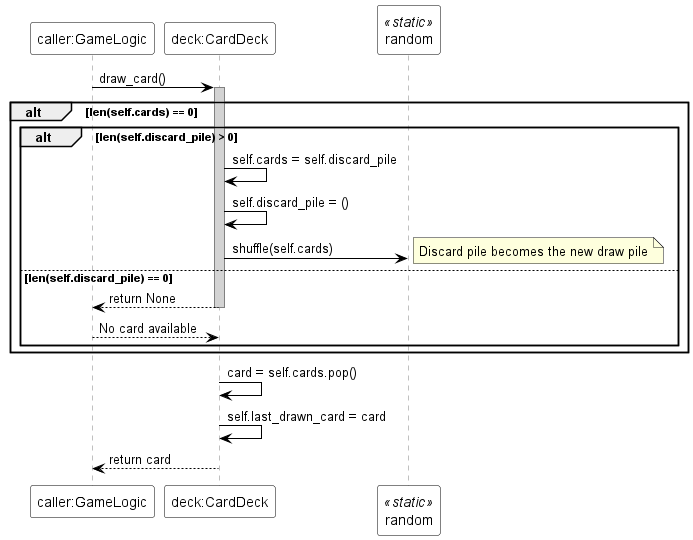 caller:GameLogic
deck:CardDeck
«static»
random
draw_card()
alt
[len(self.cards) == 0]
alt
[len(self.discard_pile) > 0]
self.cards = self.discard_pile
self.discard_pile = ()
shuffle(self.cards)
Discard pile becomes the new draw pile
[len(self.discard_pile) == 0]
return None
No card available
card = self.cards.pop()
self.last_drawn_card = card
return card
caller:GameLogic
deck:CardDeck
«static»
random